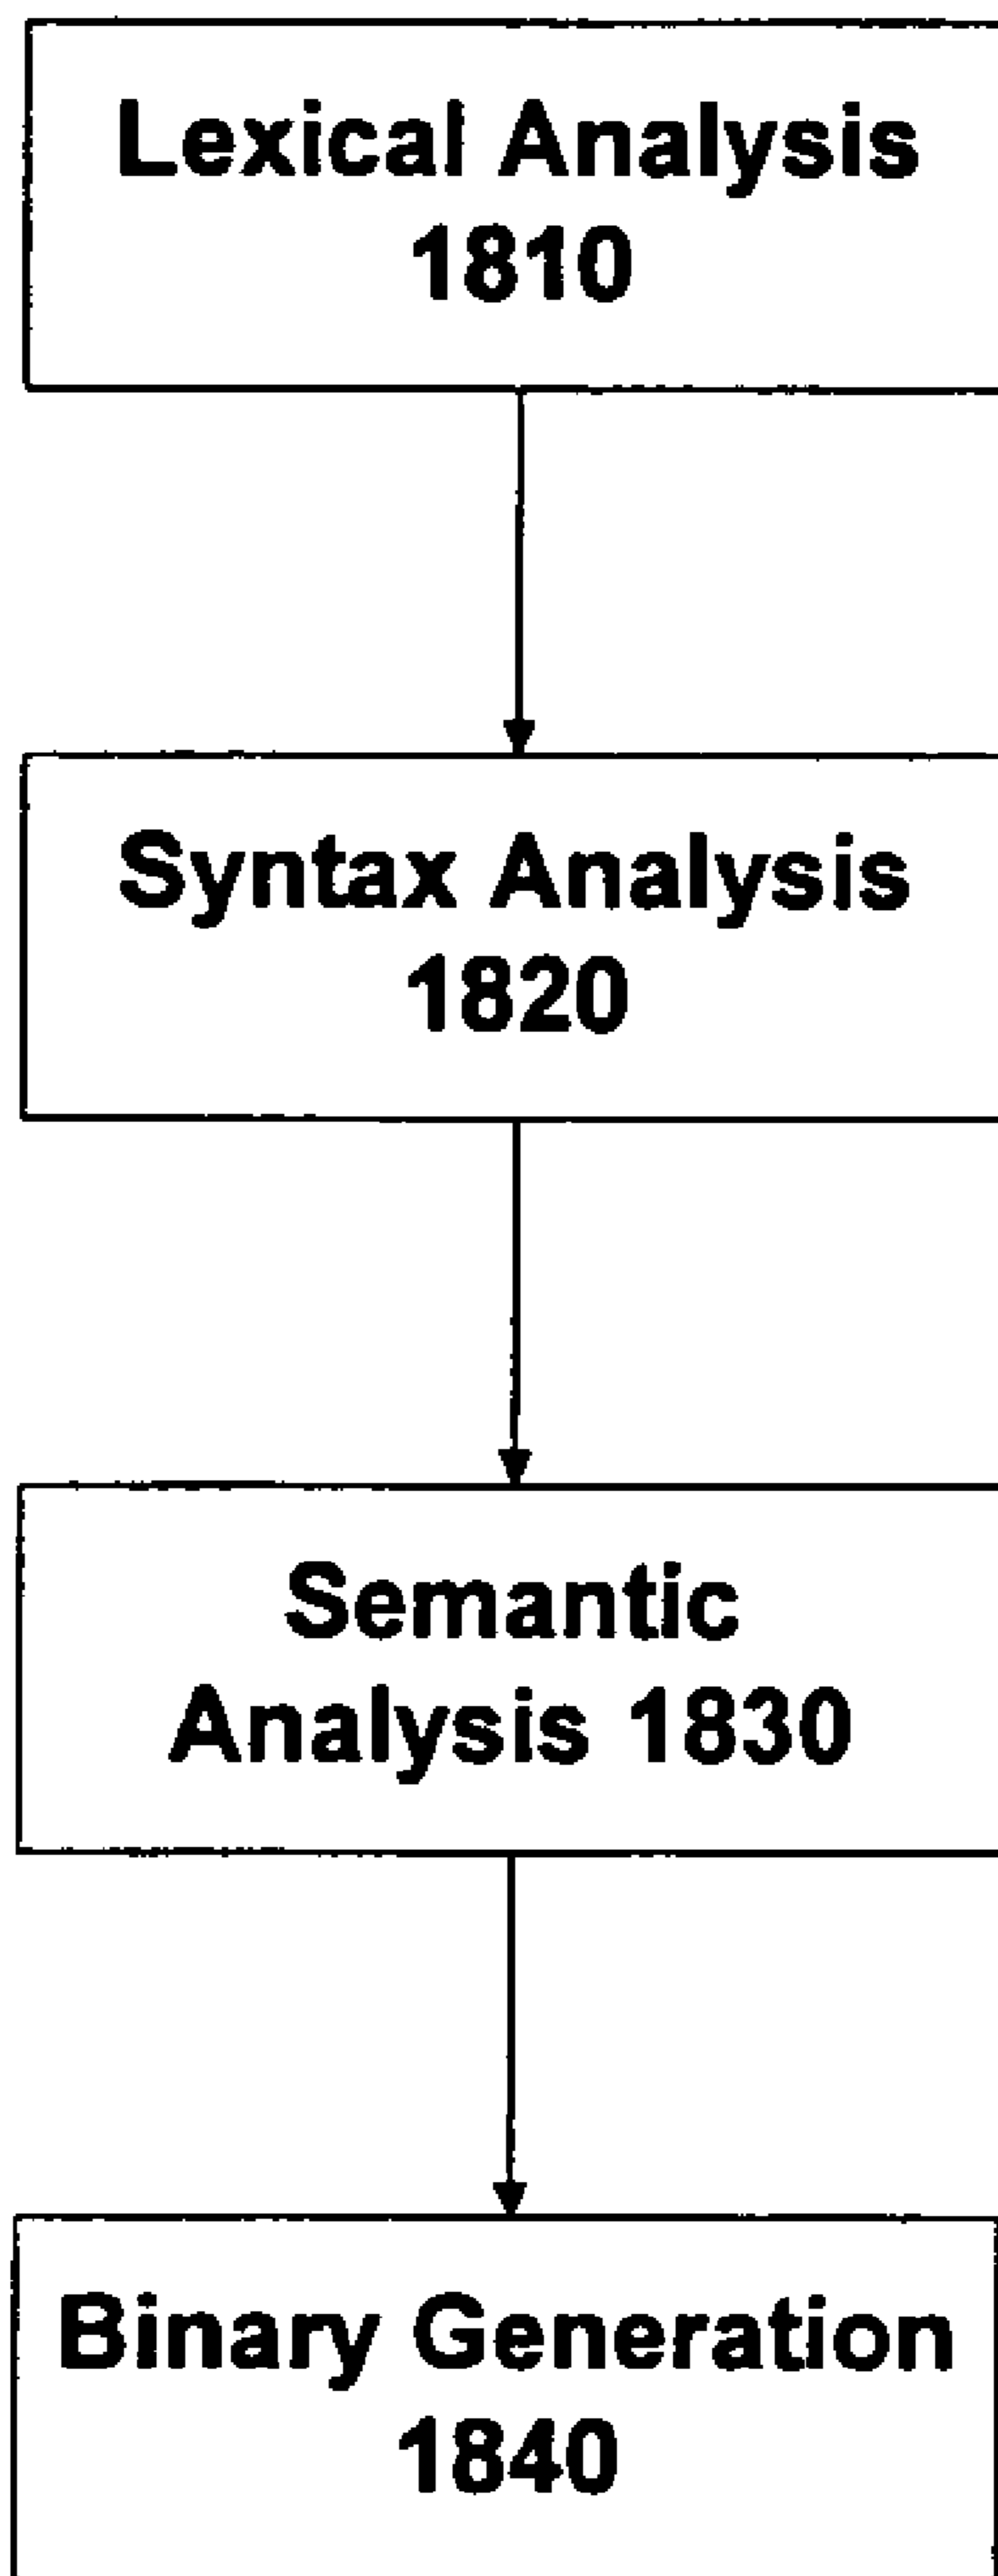 Lexical Analysis
1810
Syntax Analysis
1820
Semantic
Analysis 1830
Binary Generation
1840